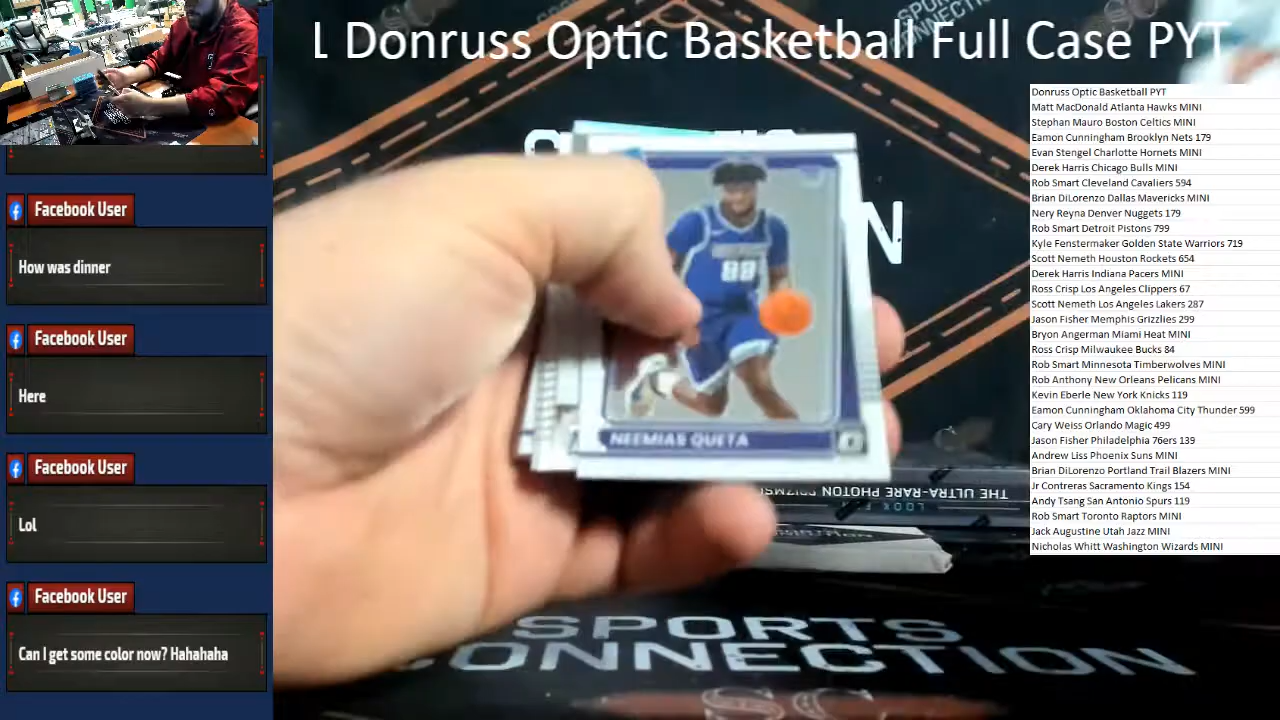 L Donruss Optic Basketball Full Case PYT
Facebook User
How was dinner
Facebook User
Here
Facebook User
Lol
Facebook User
Can I get some color now? Hahahaha
88
NEEMIAS QUETA
THE ULTRA-RARE PHOTON PRIZMS
LOOK FOR
SPORTS
CONNECTION
SC
Donruss Optic Basketball PYT
Matt MacDonald Atlanta Hawks MINI
Stephan Mauro Boston Celtics MINI
Eamon Cunningham Brooklyn Nets 179
Evan Stengel Charlotte Hornets MINI
Derek Harris Chicago Bulls MINI
Rob Smart Cleveland Cavaliers 594
Brian DiLorenzo Dallas Mavericks MINI
Nery Reyna Denver Nuggets 179
Rob Smart Detroit Pistons 799
Kyle Fenstermaker Golden State Warriors 719
Scott Nemeth Houston Rockets 654
Derek Harris Indiana Pacers MINI
Ross Crisp Los Angeles Clippers 67
Scott Nemeth Los Angeles Lakers 287
Jason Fisher Memphis Grizzlies 299
Bryon Angerman Miami Heat MINI
Ross Crisp Milwaukee Bucks 84
Rob Smart Minnesota Timberwolves MINI
Rob Anthony New Orleans Pelicans MINI
Kevin Eberle New York Knicks 119
Eamon Cunningham Oklahoma City Thunder 599
Cary Weiss Orlando Magic 499
Jason Fisher Philadelphia 76ers 139
Andrew Liss Phoenix Suns MINI
Brian DiLorenzo Portland Trail Blazers MINI
Jr Contreras Sacramento Kings 154
Andy Tsang San Antonio Spurs 119
Rob Smart Toronto Raptors MINI
Jack Augustine Utah Jazz MINI
Nicholas Whitt Washington Wizards MINI